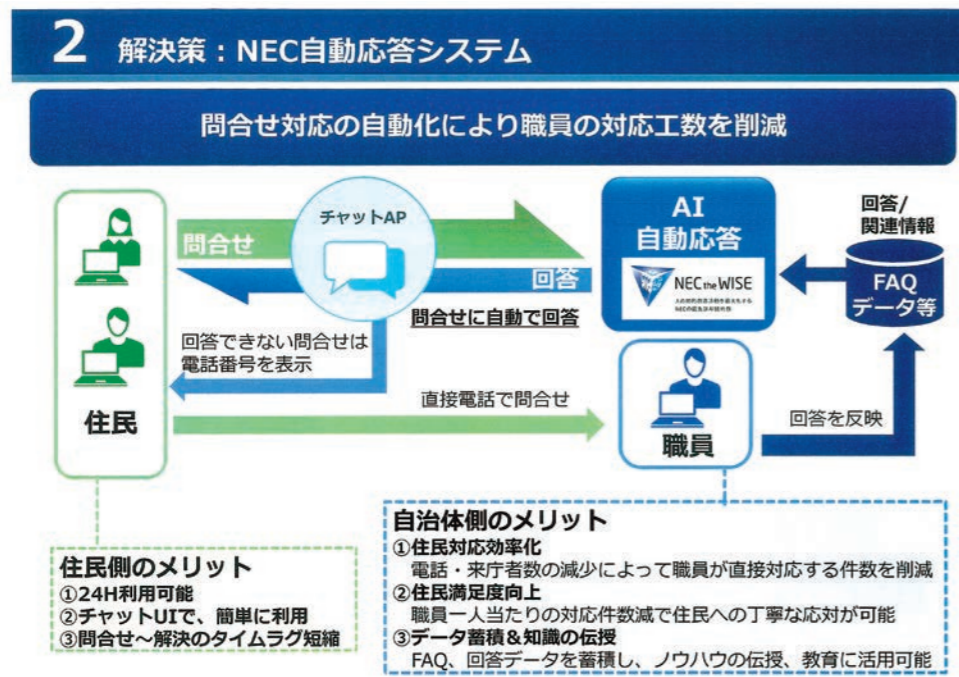 2 解決策：NEC自動応答システム
問合せ対応の自動化により職員の対応工数を削減
チャットAP
問合せ
回答
問合せに自動で回答
AI
自動応答
NEC the WISE
回答/
関連情報
FAQ
データ等
回答できない問合せは
電話番号を表示
住民
直接電話で問合せ
職員
回答を反映
住民側のメリット
①24H利用可能
②チャットUIで、簡単に利用
③問合せ～解決のタイムラグ短縮
自治体側のメリット
①住民対応効率化
電話・来庁者数の減少によって職員が直接対応する件数を削減
②住民満足度向上
職員一人当たりの対応件数減で住民への丁寧な応対が可能
③データ蓄積＆知識の伝授
FAQ、回答データを蓄積し、ノウハウの伝授、教育に活用可能